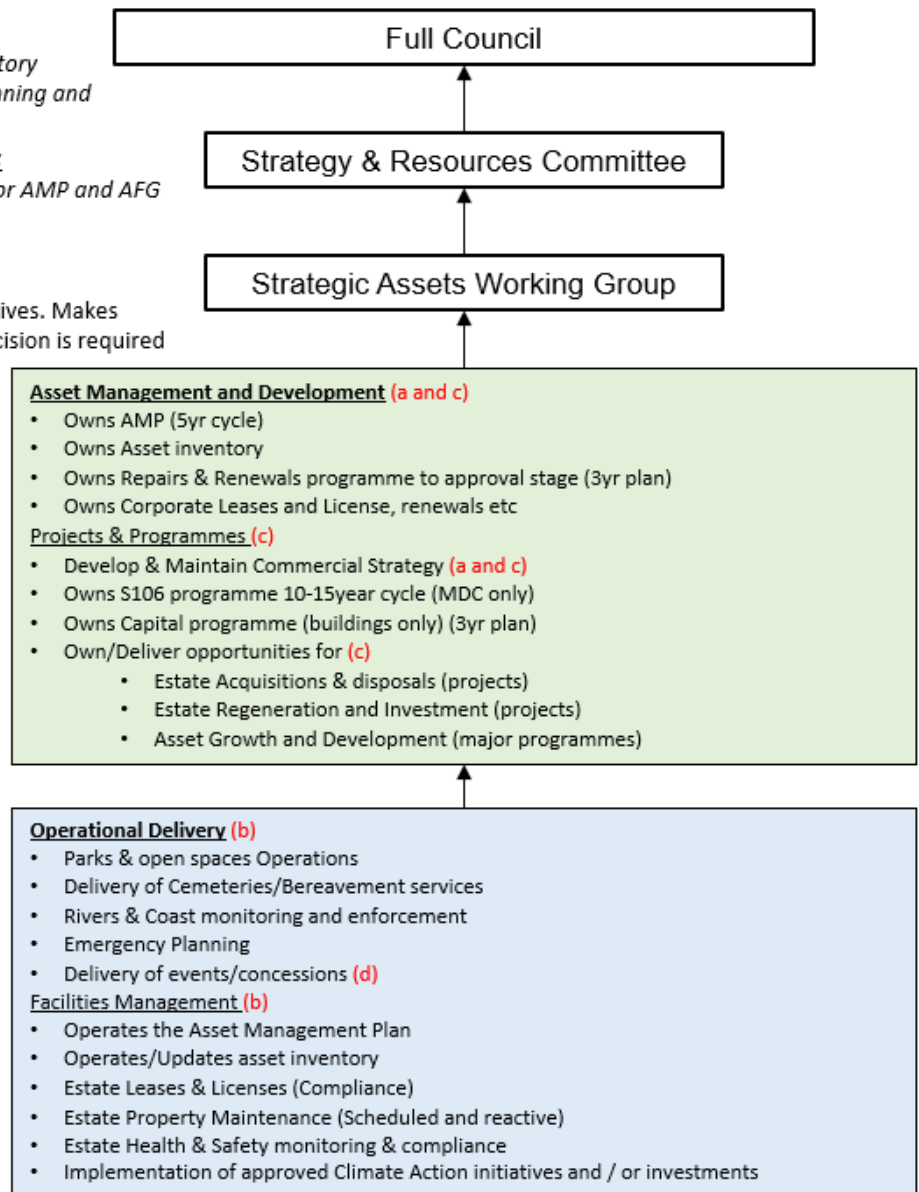 Full Council
tory
nning and
Strategy & Resources Committee
or AMP and AFG
Strategic Assets Working Group
ives. Makes
cision is required
Asset Management and Development (a and c)
• Owns AMP (5yr cycle)
• Owns Asset inventory
• Owns Repairs & Renewals programme to approval stage (3yr plan)
• Owns Corporate Leases and License, renewals etc
Projects & Programmes (c)
• Develop & Maintain Commercial Strategy (a and c)
• Owns S106 programme 10-15year cycle (MDC only)
• Owns Capital programme (buildings only) (3yr plan)
• Own/Deliver opportunities for (c)
• Estate Acquisitions & disposals (projects)
• Estate Regeneration and Investment (projects)
• Asset Growth and Development (major programmes)
Operational Delivery (b)
• Parks & open spaces Operations
• Delivery of Cemeteries/Bereavement services
• Rivers & Coast monitoring and enforcement
• Emergency Planning
• Delivery of events/concessions (d)
Facilities Management (b)
• Operates the Asset Management Plan
• Operates/Updates asset inventory
• Estate Leases & Licenses (Compliance)
• Estate Property Maintenance (Scheduled and reactive)
• Estate Health & Safety monitoring & compliance
• Implementation of approved Climate Action initiatives and / or investments